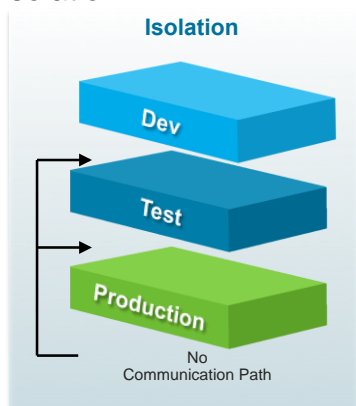 Isolation
Dev
Test
Production
No
Communication Path